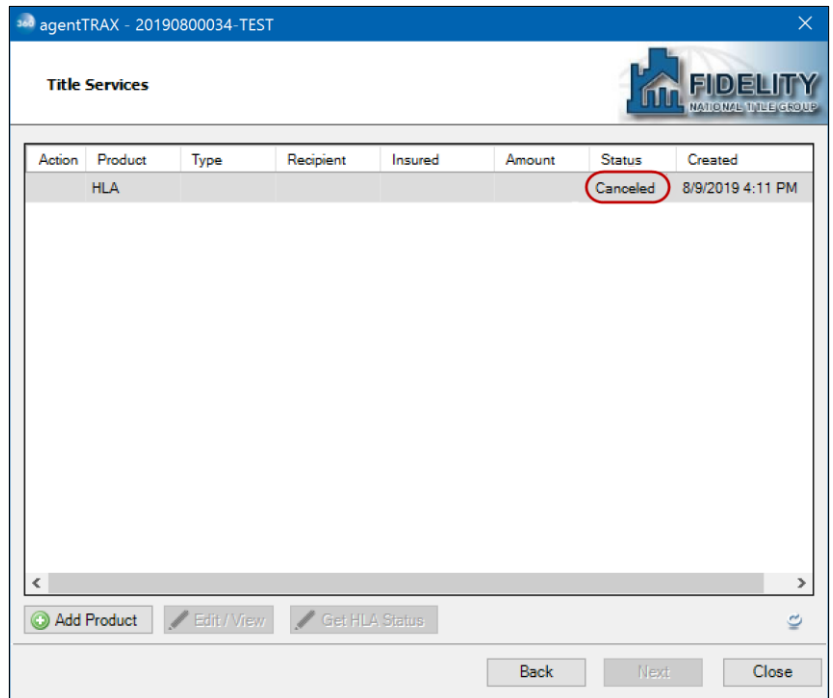 360 agentTRAX - 20190800034-TEST
Title Services
FIDELITY
NATIONAL TITLE GROUP
Action Product Type Recipient Insured Amount Status Created
HLA Canceled 8/9/2019 4:11 PM
Add Product Edit / View Get HLA Status
Back Next Close